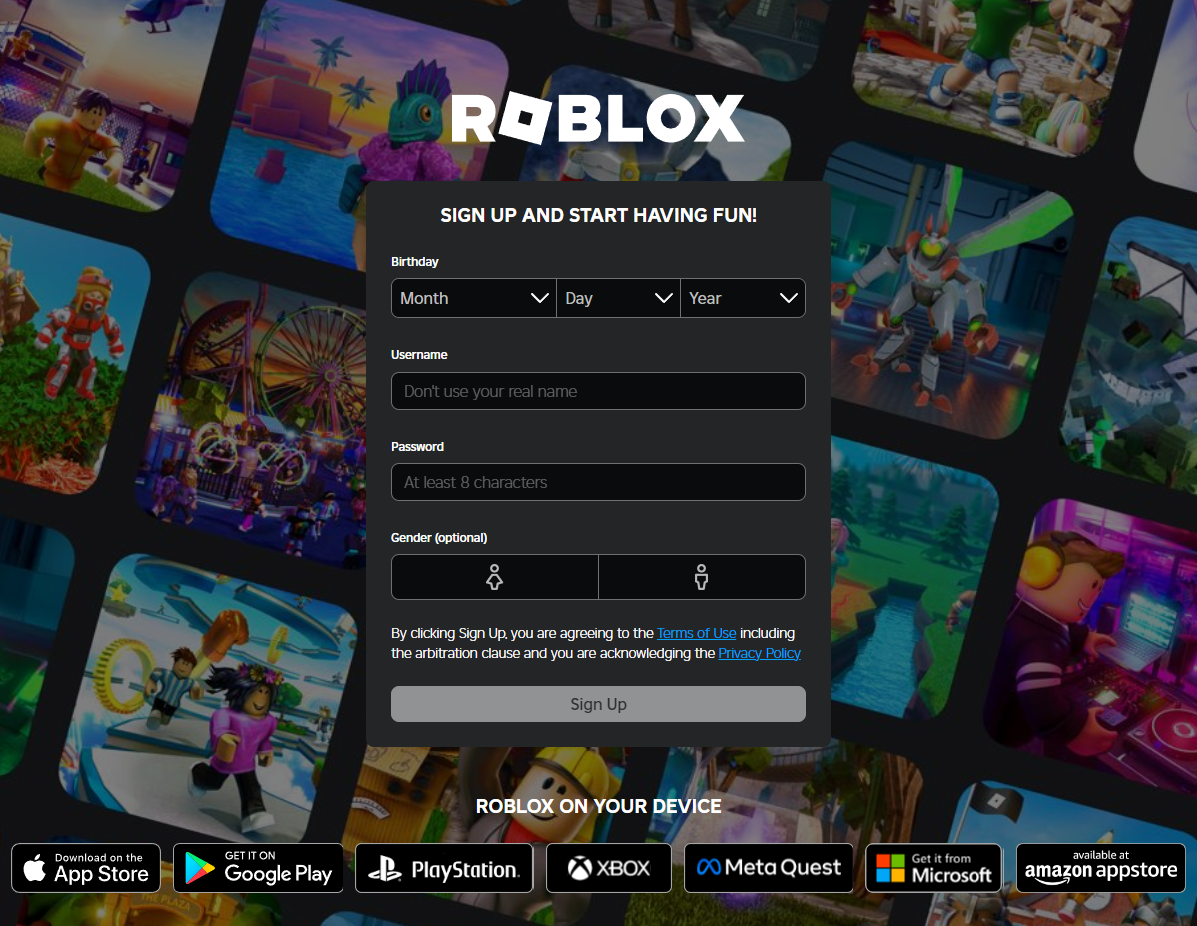 ROBLOX
SIGN UP AND START HAVING FUN!
Birthday
Month Day Year
Username
Don't use your real name
Password
At least 8 characters
Gender (optional)
By clicking Sign Up, you are agreeing to the Terms of Use including
the arbitration clause and you are acknowledging the Privacy Policy
Sign Up
THE PLAZA
ROBLOX ON YOUR DEVICE
Download on the
App Store
GET IT ON
Google Play
PlayStation.
XBOX
Meta Quest
Get it from
Microsoft
available at
amazon appstore